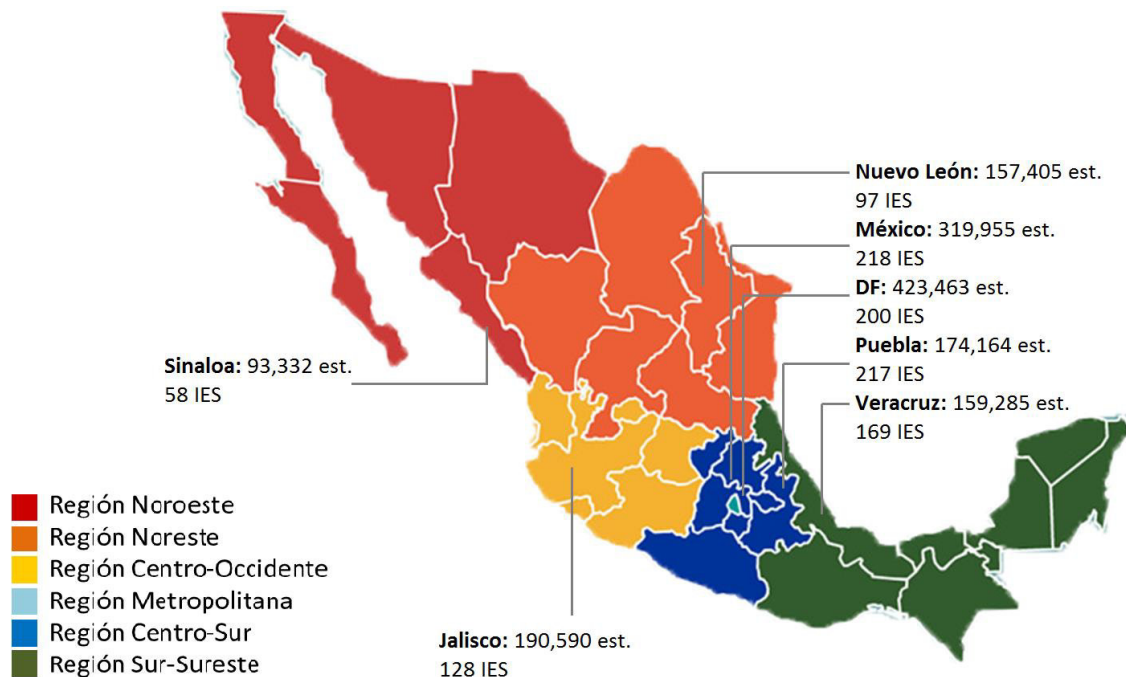 Nuevo León: 157,405 est.
97 IES
México: 319,955 est.
218 IES
DF: 423,463 est.
200 IES
Puebla: 174,164 est.
217 IES
Veracruz: 159,285 est.
169 IES
Sinaloa: 93,332 est.
58 IES
Región Noroeste
Región Noreste
Región Centro-Occidente
Región Metropolitana
Región Centro-Sur
Región Sur-Sureste
Jalisco: 190,590 est.
128 IES